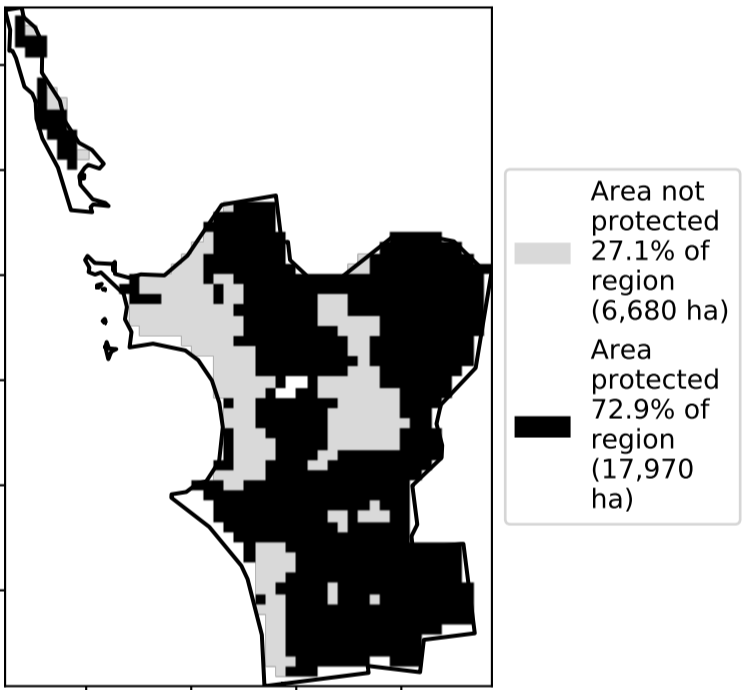 Area not
protected
27.1% of
region
(6,680 ha)
Area
protected
72.9% of
region
(17,970
ha)